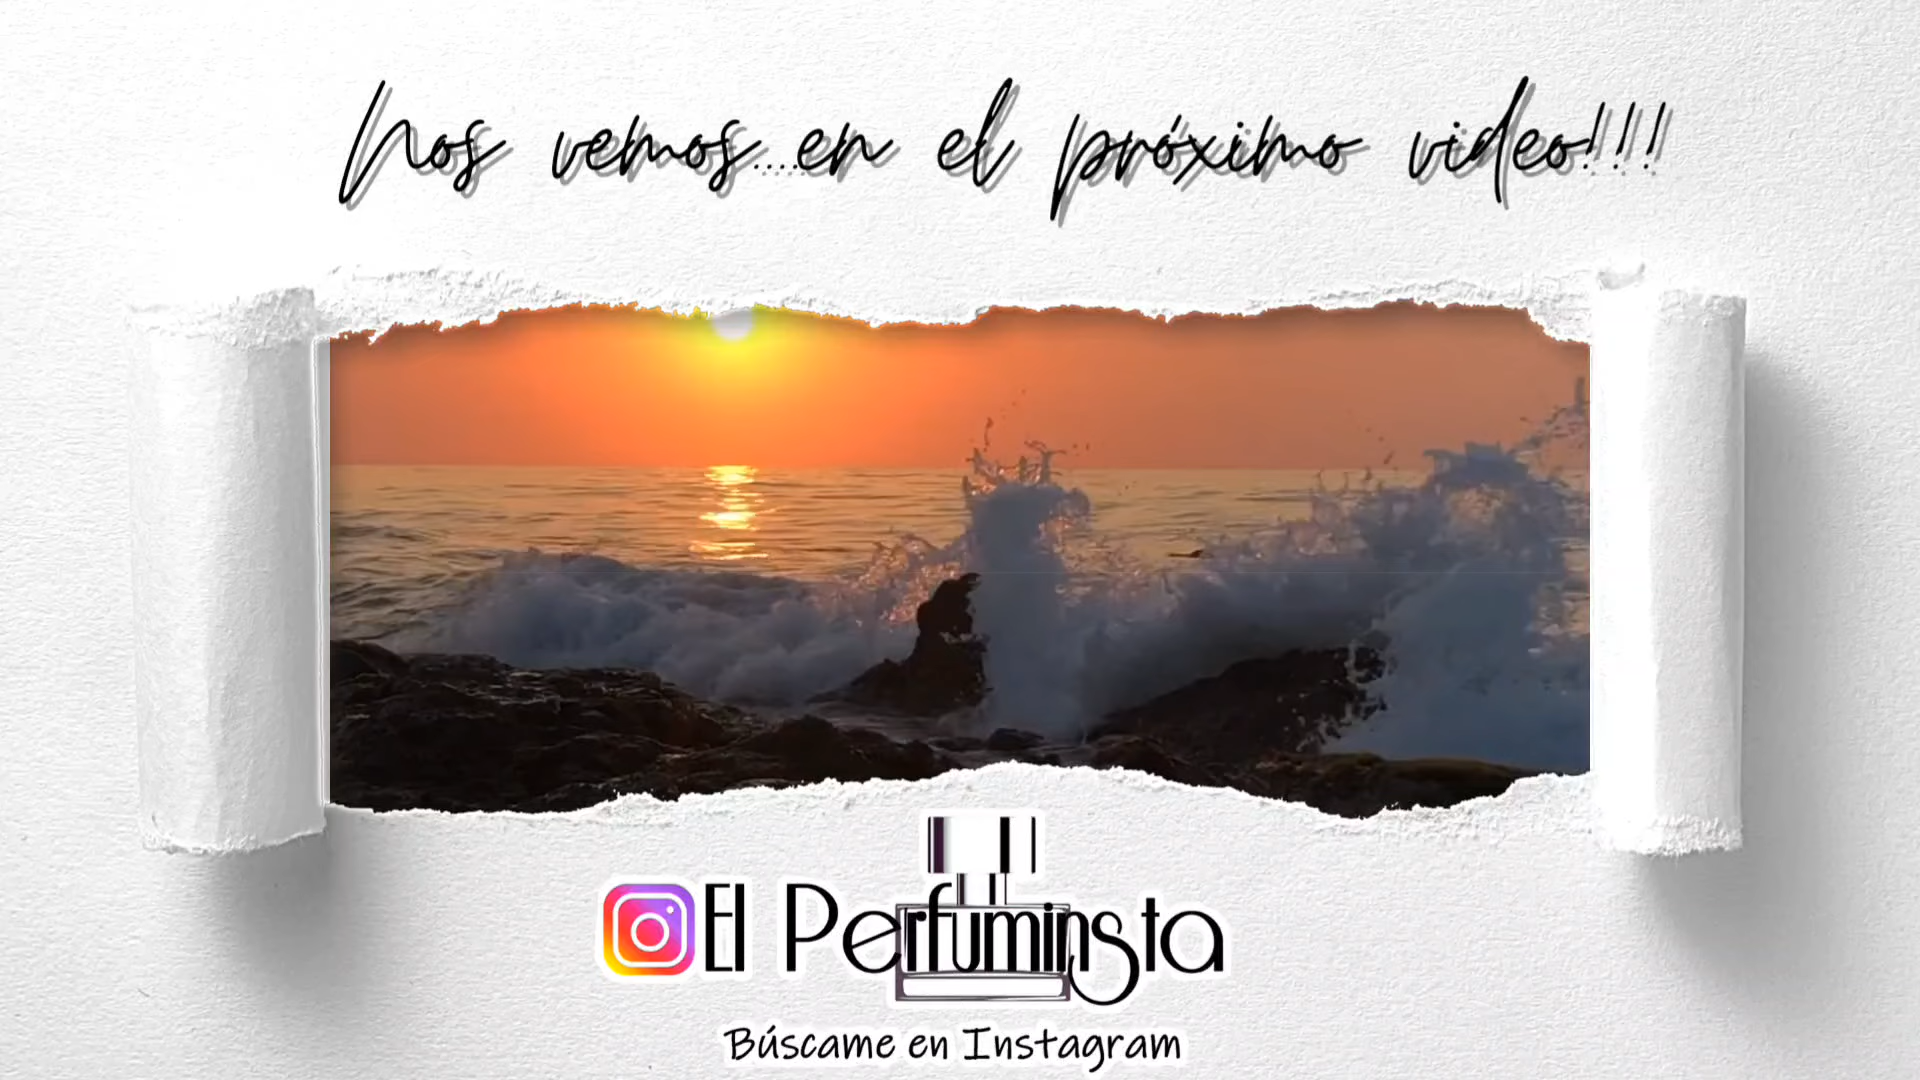 Nos vemos....en el próximo video!!!
El Perfuminsta
Búscame en Instagram